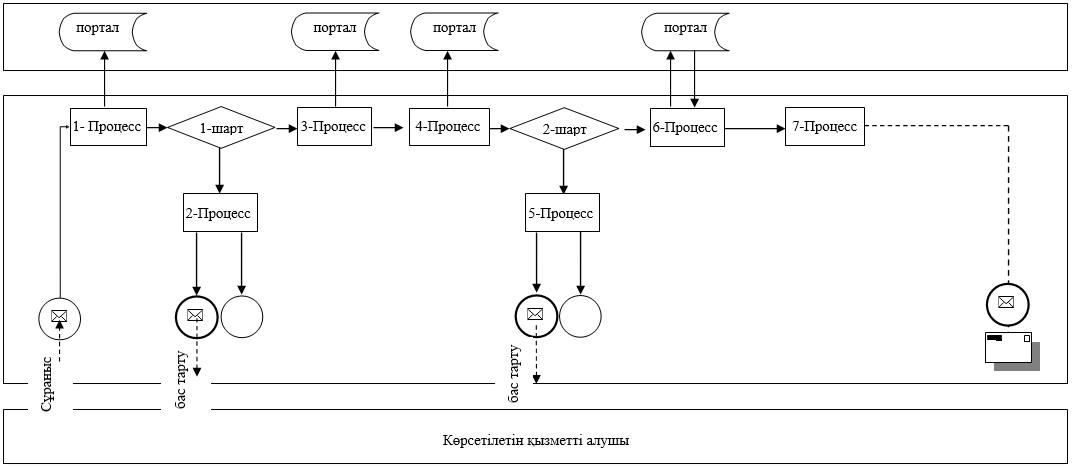 портал
портал
портал
портал
1- Процесс
1-шарт
3-Процесс
4-Процесс
2-шарт
6-Процесс
7-Процесс
2-Процесс
5-Процесс
Сұраныс
бас тарту
бас тарту
Көрсетілетін қызметті алушы